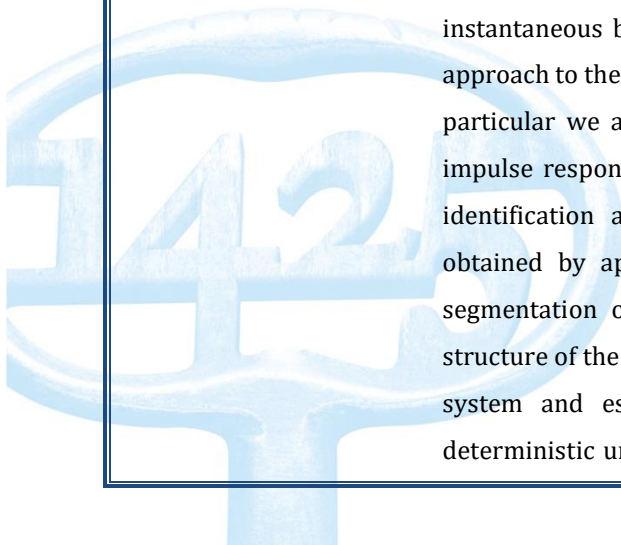 instantaneous b
approach to the
particular we a
impulse respon
identification a
obtained by ap
segmentation o
structure of the
system and es
deterministic u
1425